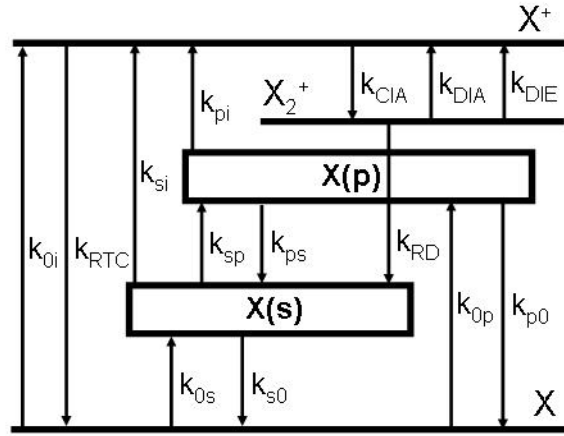 X⁺
X₂⁺
k_CIA
k_DIA
k_DIE
k_pi
X(p)
k_si
k_0i
k_RTC
k_sp
k_ps
k_RD
k_0p
k_p0
X(s)
k_0s
k_s0
X